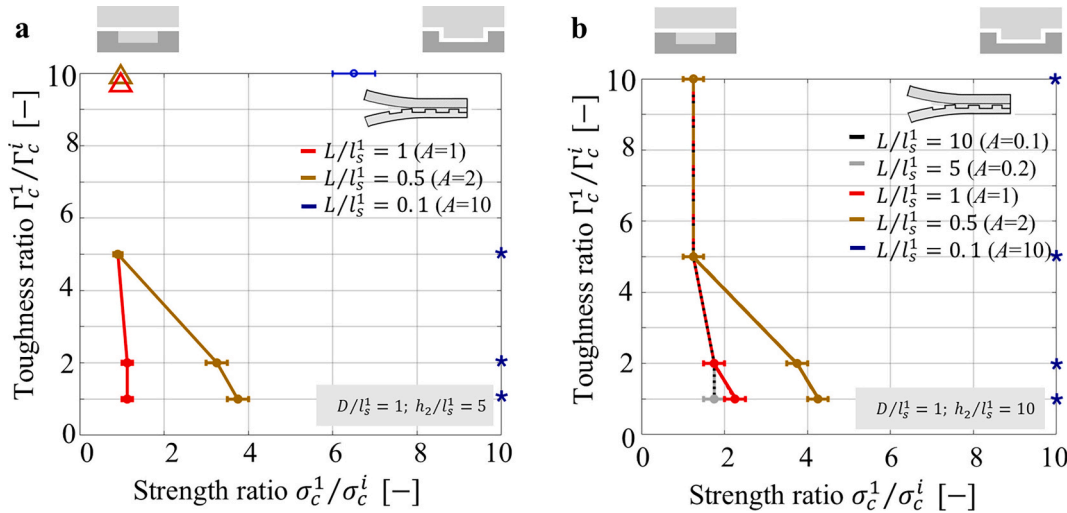 a
Toughness ratio Γ_c^1/Γ_c^i [−]
10
8
6
4
2
0
L/l_s^1 = 1 (A=1)
L/l_s^1 = 0.5 (A=2)
L/l_s^1 = 0.1 (A=10
D/l_s^1 = 1; h_2/l_s^1 = 5
0 2 4 6 8 10
Strength ratio σ_c^1/σ_c^i [−]
b
Toughness ratio Γ_c^1/Γ_c^i [−]
10
8
6
4
2
0
L/l_s^1 = 10 (A=0.1)
L/l_s^1 = 5 (A=0.2)
L/l_s^1 = 1 (A=1)
L/l_s^1 = 0.5 (A=2)
L/l_s^1 = 0.1 (A=10)
D/l_s^1 = 1; h_2/l_s^1 = 10
0 2 4 6 8 10
Strength ratio σ_c^1/σ_c^i [−]